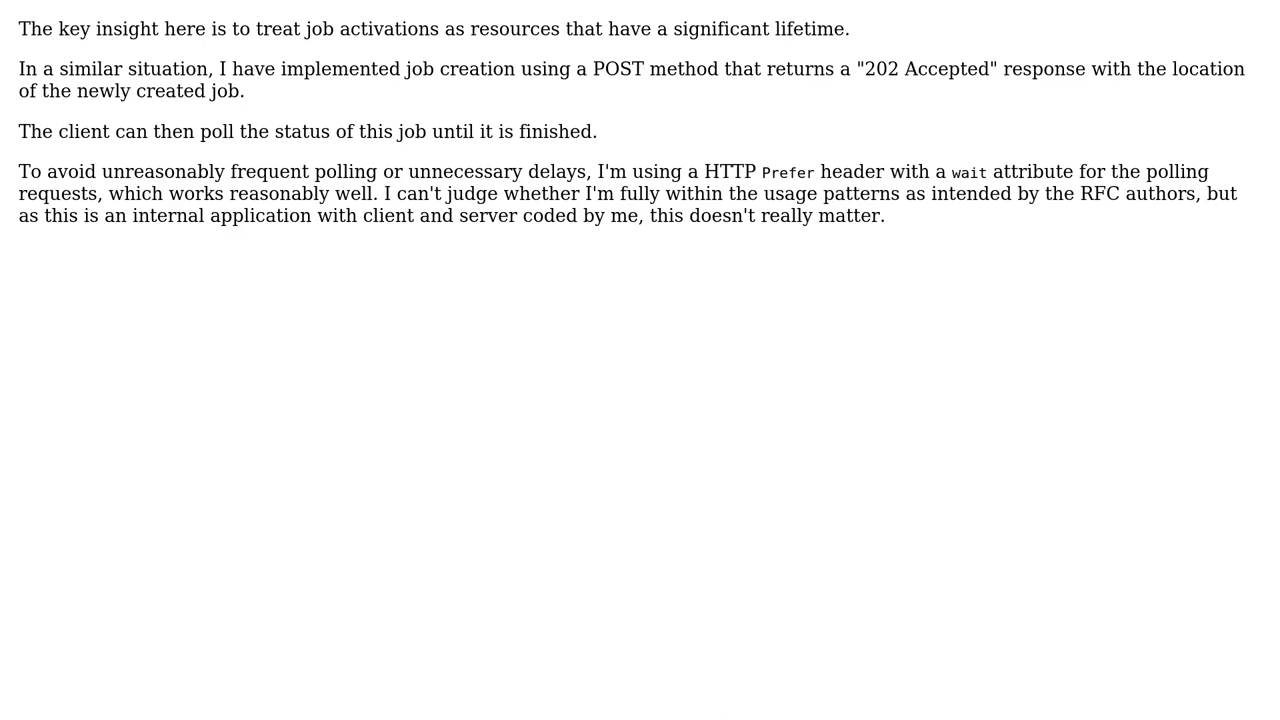 The key insight here is to treat job activations as resources that have a significant lifetime.
In a similar situation, I have implemented job creation using a POST method that returns a "202 Accepted" response with the location
of the newly created job.
The client can then poll the status of this job until it is finished.
To avoid unreasonably frequent polling or unnecessary delays, I'm using a HTTP Prefer header with a wait attribute for the polling
requests, which works reasonably well. I can't judge whether I'm fully within the usage patterns as intended by the RFC authors, but
as this is an internal application with client and server coded by me, this doesn't really matter.